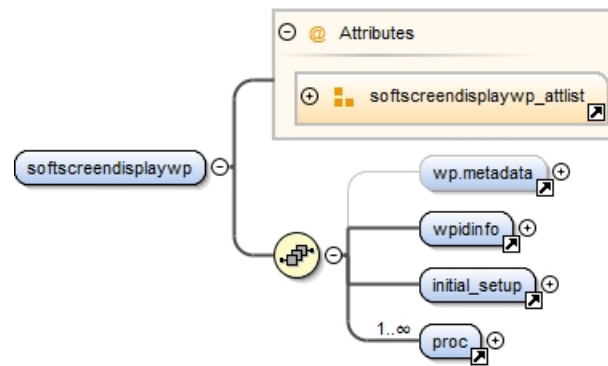 @ Attributes
softscreendisplaywp_attlist
softscreendisplaywp
wp.metadata
wpidinfo
initial_setup
1..∞
proc